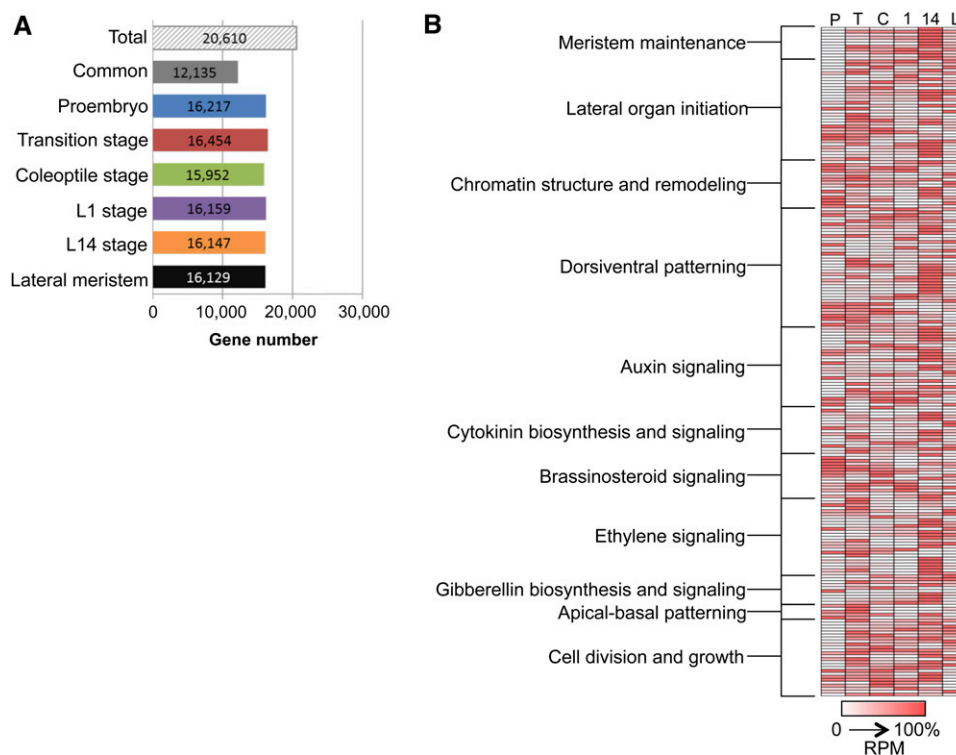 A
Total
20,610
Common
12,135
Proembryo
16,217
Transition stage
16,454
Coleoptile stage
15,952
L1 stage
16,159
L14 stage
16,147
Lateral meristem
16,129
0 10,000 20,000 30,000
Gene number
B
P T C 1 14 L
Meristem maintenance
Lateral organ initiation
Chromatin structure and remodeling
Dorsiventral patterning
Auxin signaling
Cytokinin biosynthesis and signaling
Brassinosteroid signaling
Ethylene signaling
Gibberellin biosynthesis and signaling
Apical-basal patterning
Cell division and growth
0 → 100%
RPM